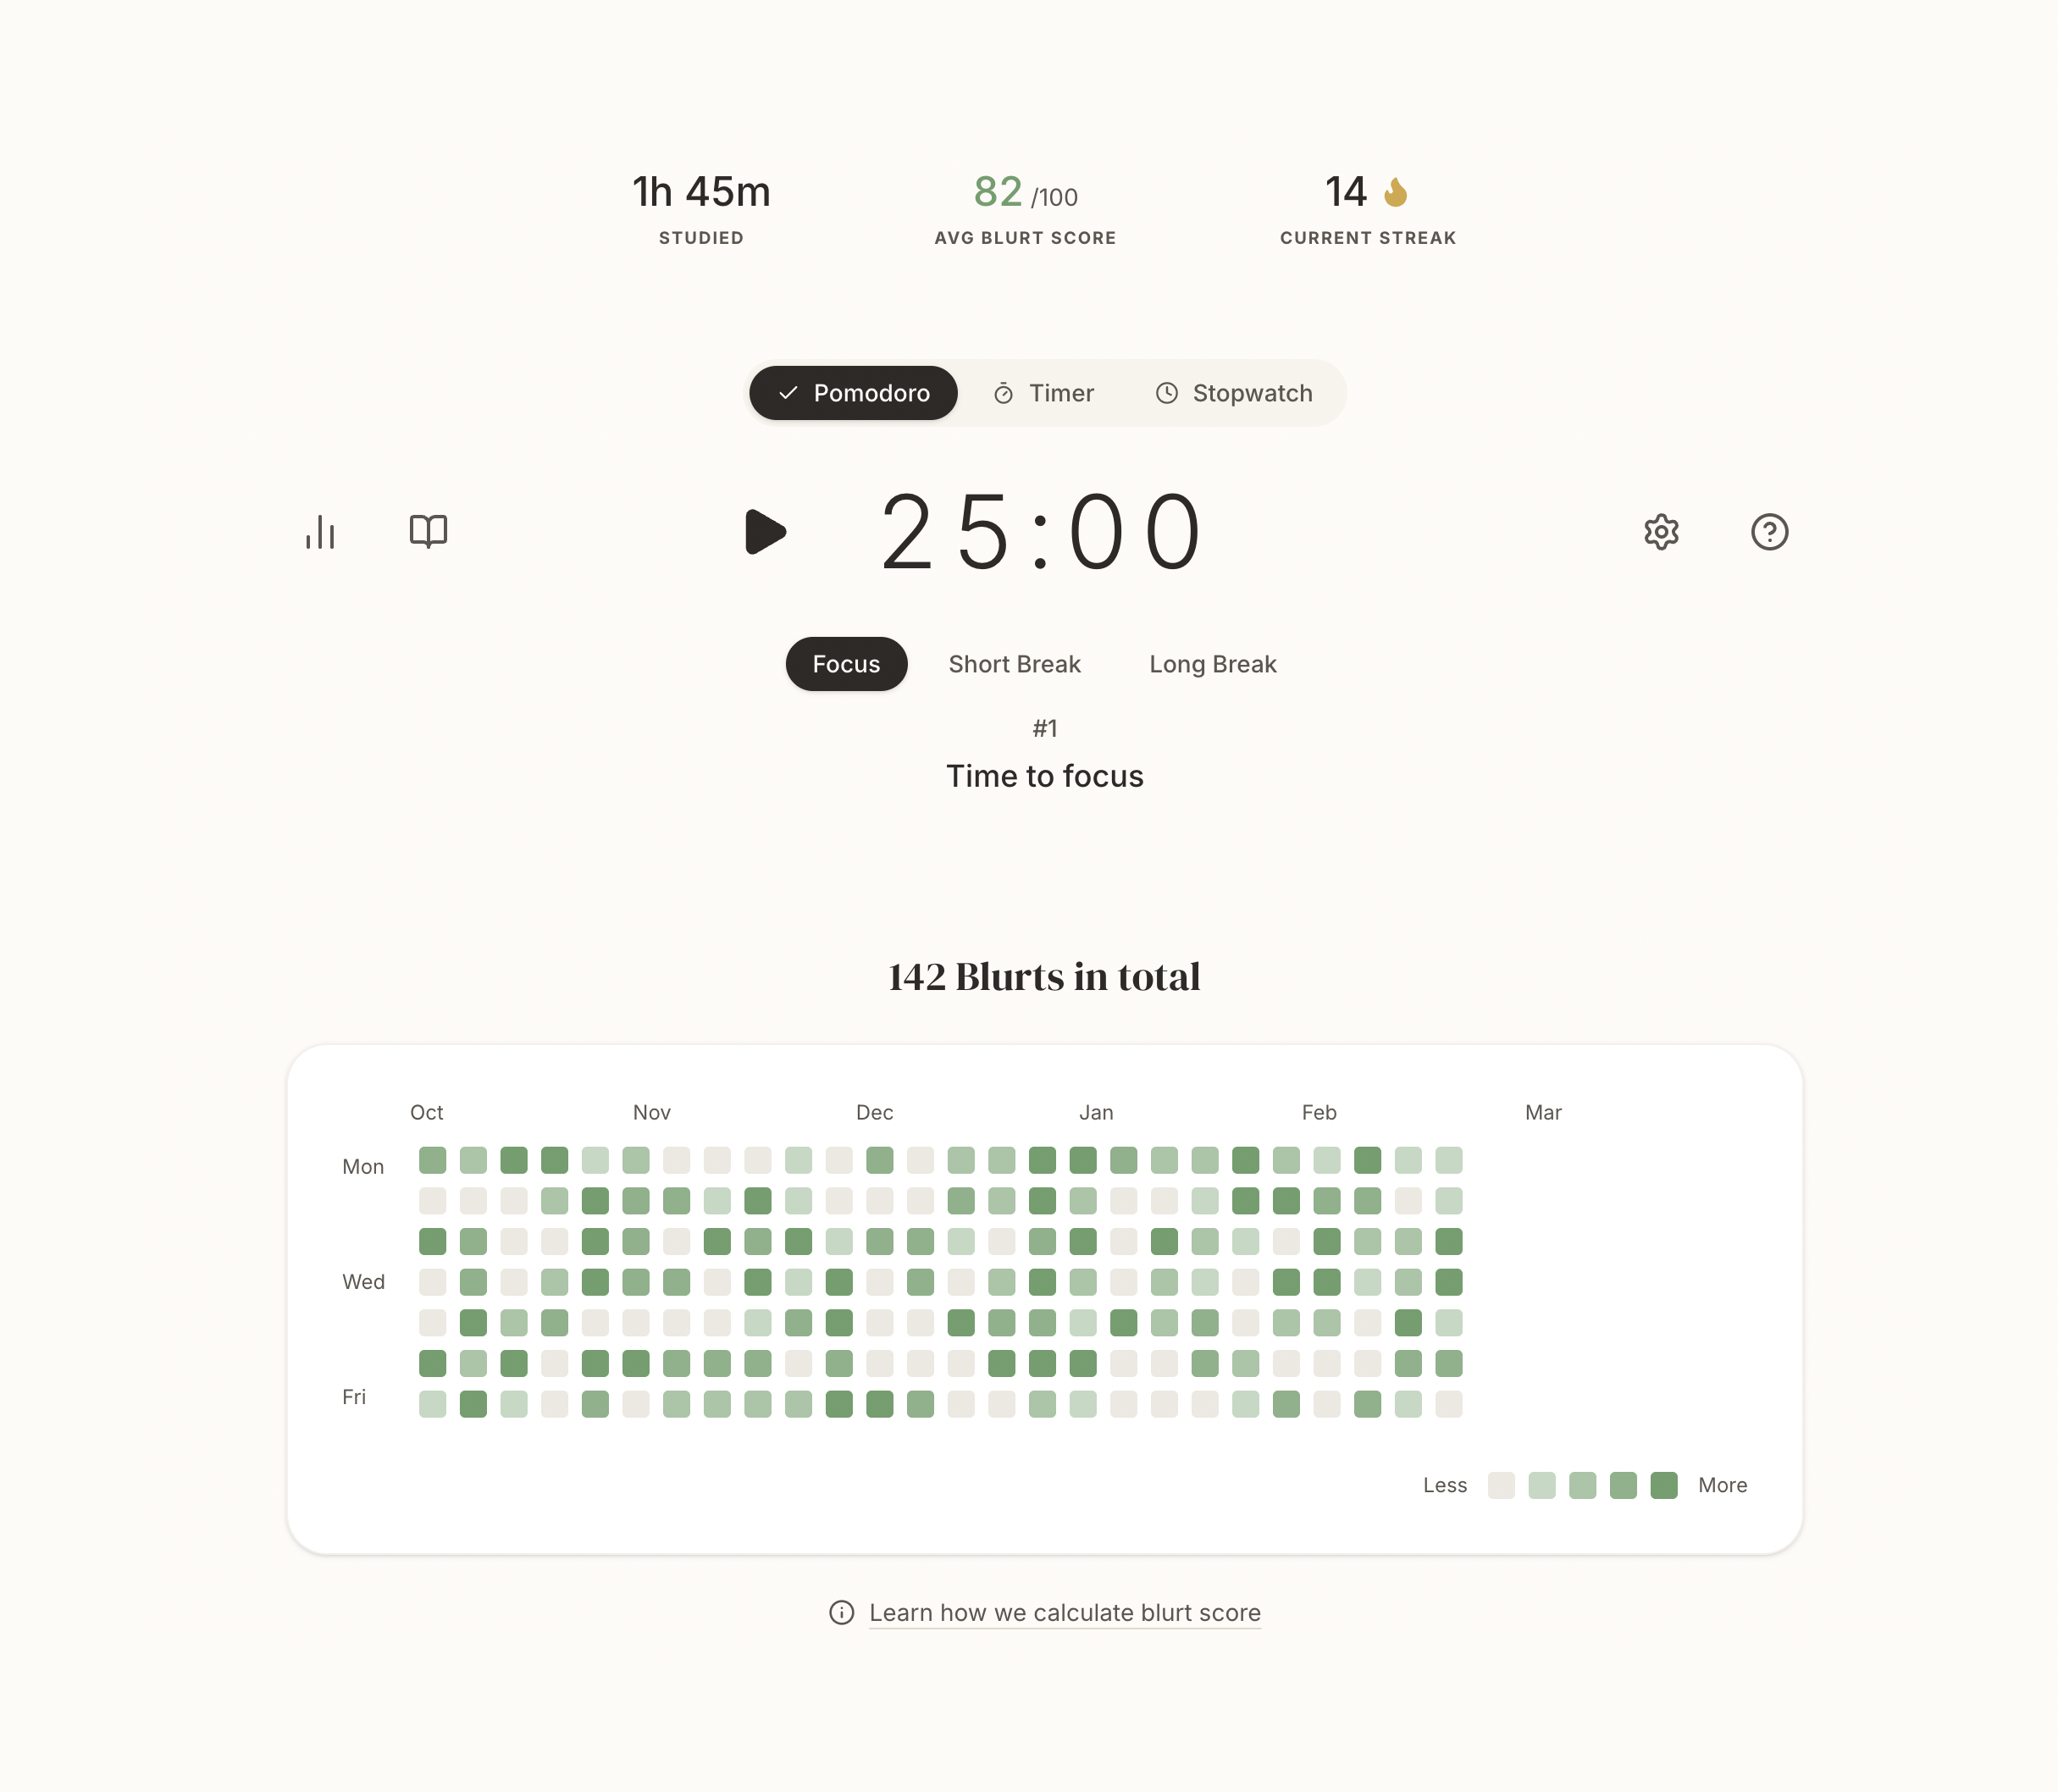 1h 45m
STUDIED
82 /100
AVG BLURT SCORE
14
CURRENT STREAK
Pomodoro
Timer
Stopwatch
25:00
Focus
Short Break
Long Break
#1
Time to focus
142 Blurts in total
Oct Nov Dec Jan Feb Mar
Mon
Wed
Fri
Less More
Learn how we calculate blurt score